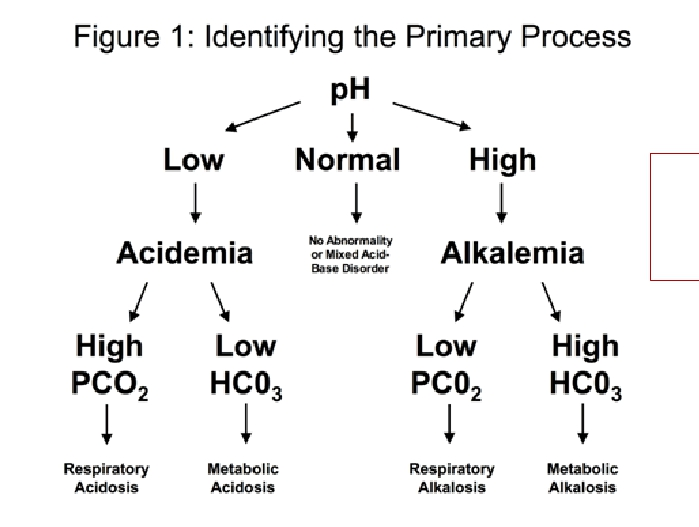 Figure 1: Identifying the Primary Process
pH
Low Normal High
Acidemia
No Abnormality
or Mixed Acid-
Base Disorder
Alkalemia
High
PCO₂
Low
HC0₃
Low
PC0₂
High
HC0₃
Respiratory
Acidosis
Metabolic
Acidosis
Respiratory
Alkalosis
Metabolic
Alkalosis